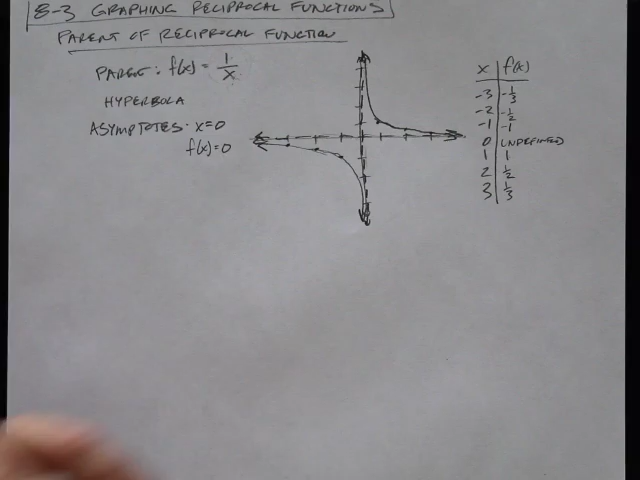 8-3 GRAPHING RECIPROCAL FUNCTIONS
PARENT OF RECIPROCAL FUNCTION
PARENT: f(x) = 1/x
HYPERBOLA
ASYMPTOTES: x=0
f(x)=0
x f(x)
-3 -1/3
-2 -1/2
-1 -1
0 UNDEFINED
1 1
2 1/2
3 1/3